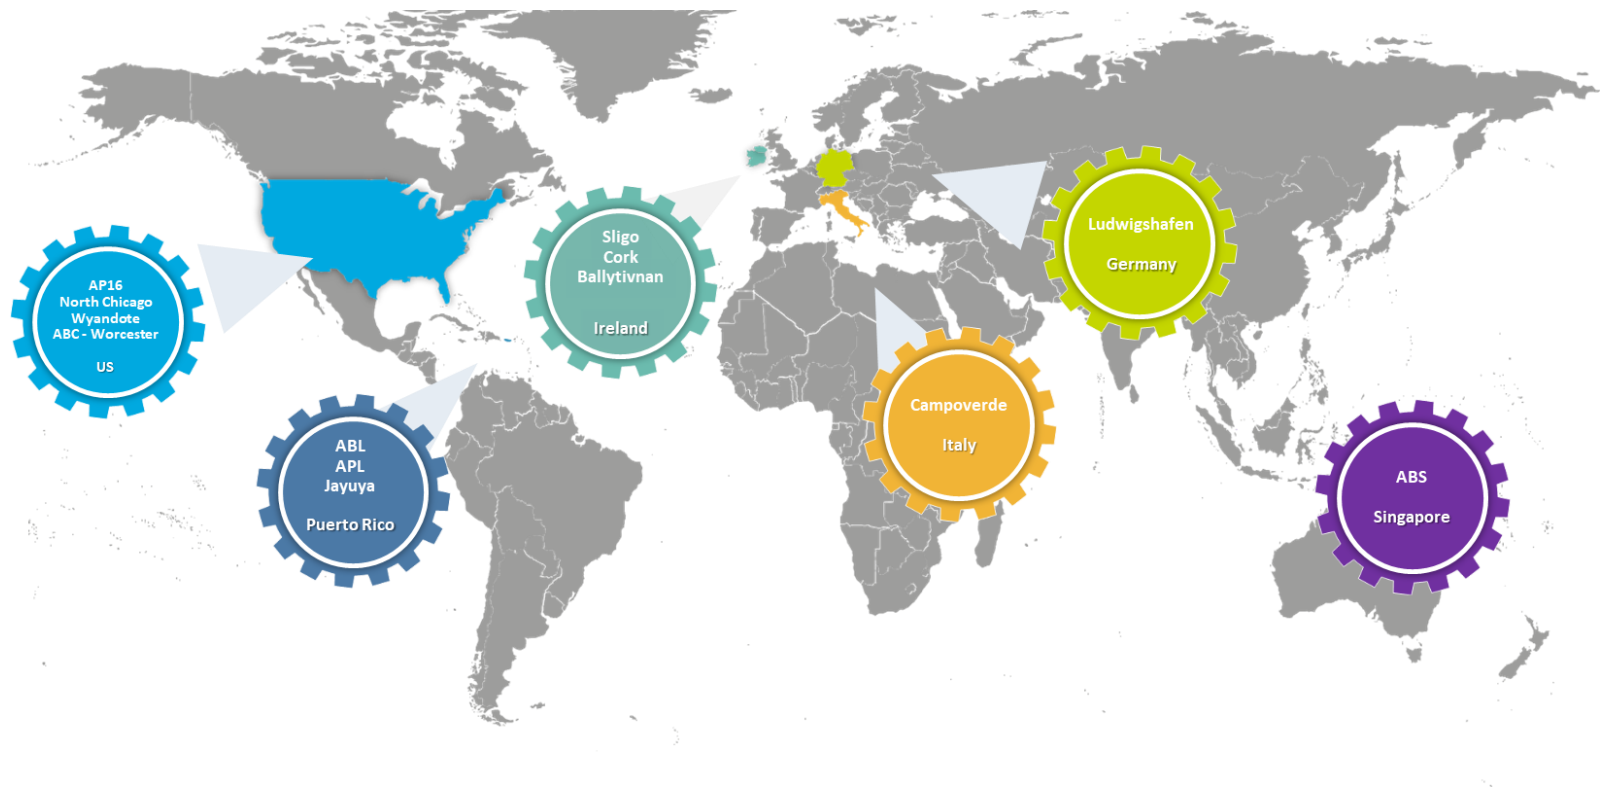 AP16
North Chicago
Wyandote
ABC - Worcester
US
Sligo
Cork
Ballytivnan
Ireland
Ludwigshafen
Germany
ABL
APL
Jayuya
Puerto Rico
Campoverde
Italy
ABS
Singapore